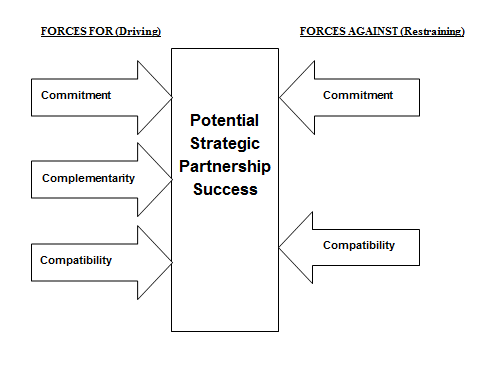 FORCES FOR (Driving)
FORCES AGAINST (Restraining)
Commitment
Complementarity
Compatibility
Potential
Strategic
Partnership
Success
Commitment
Compatibility